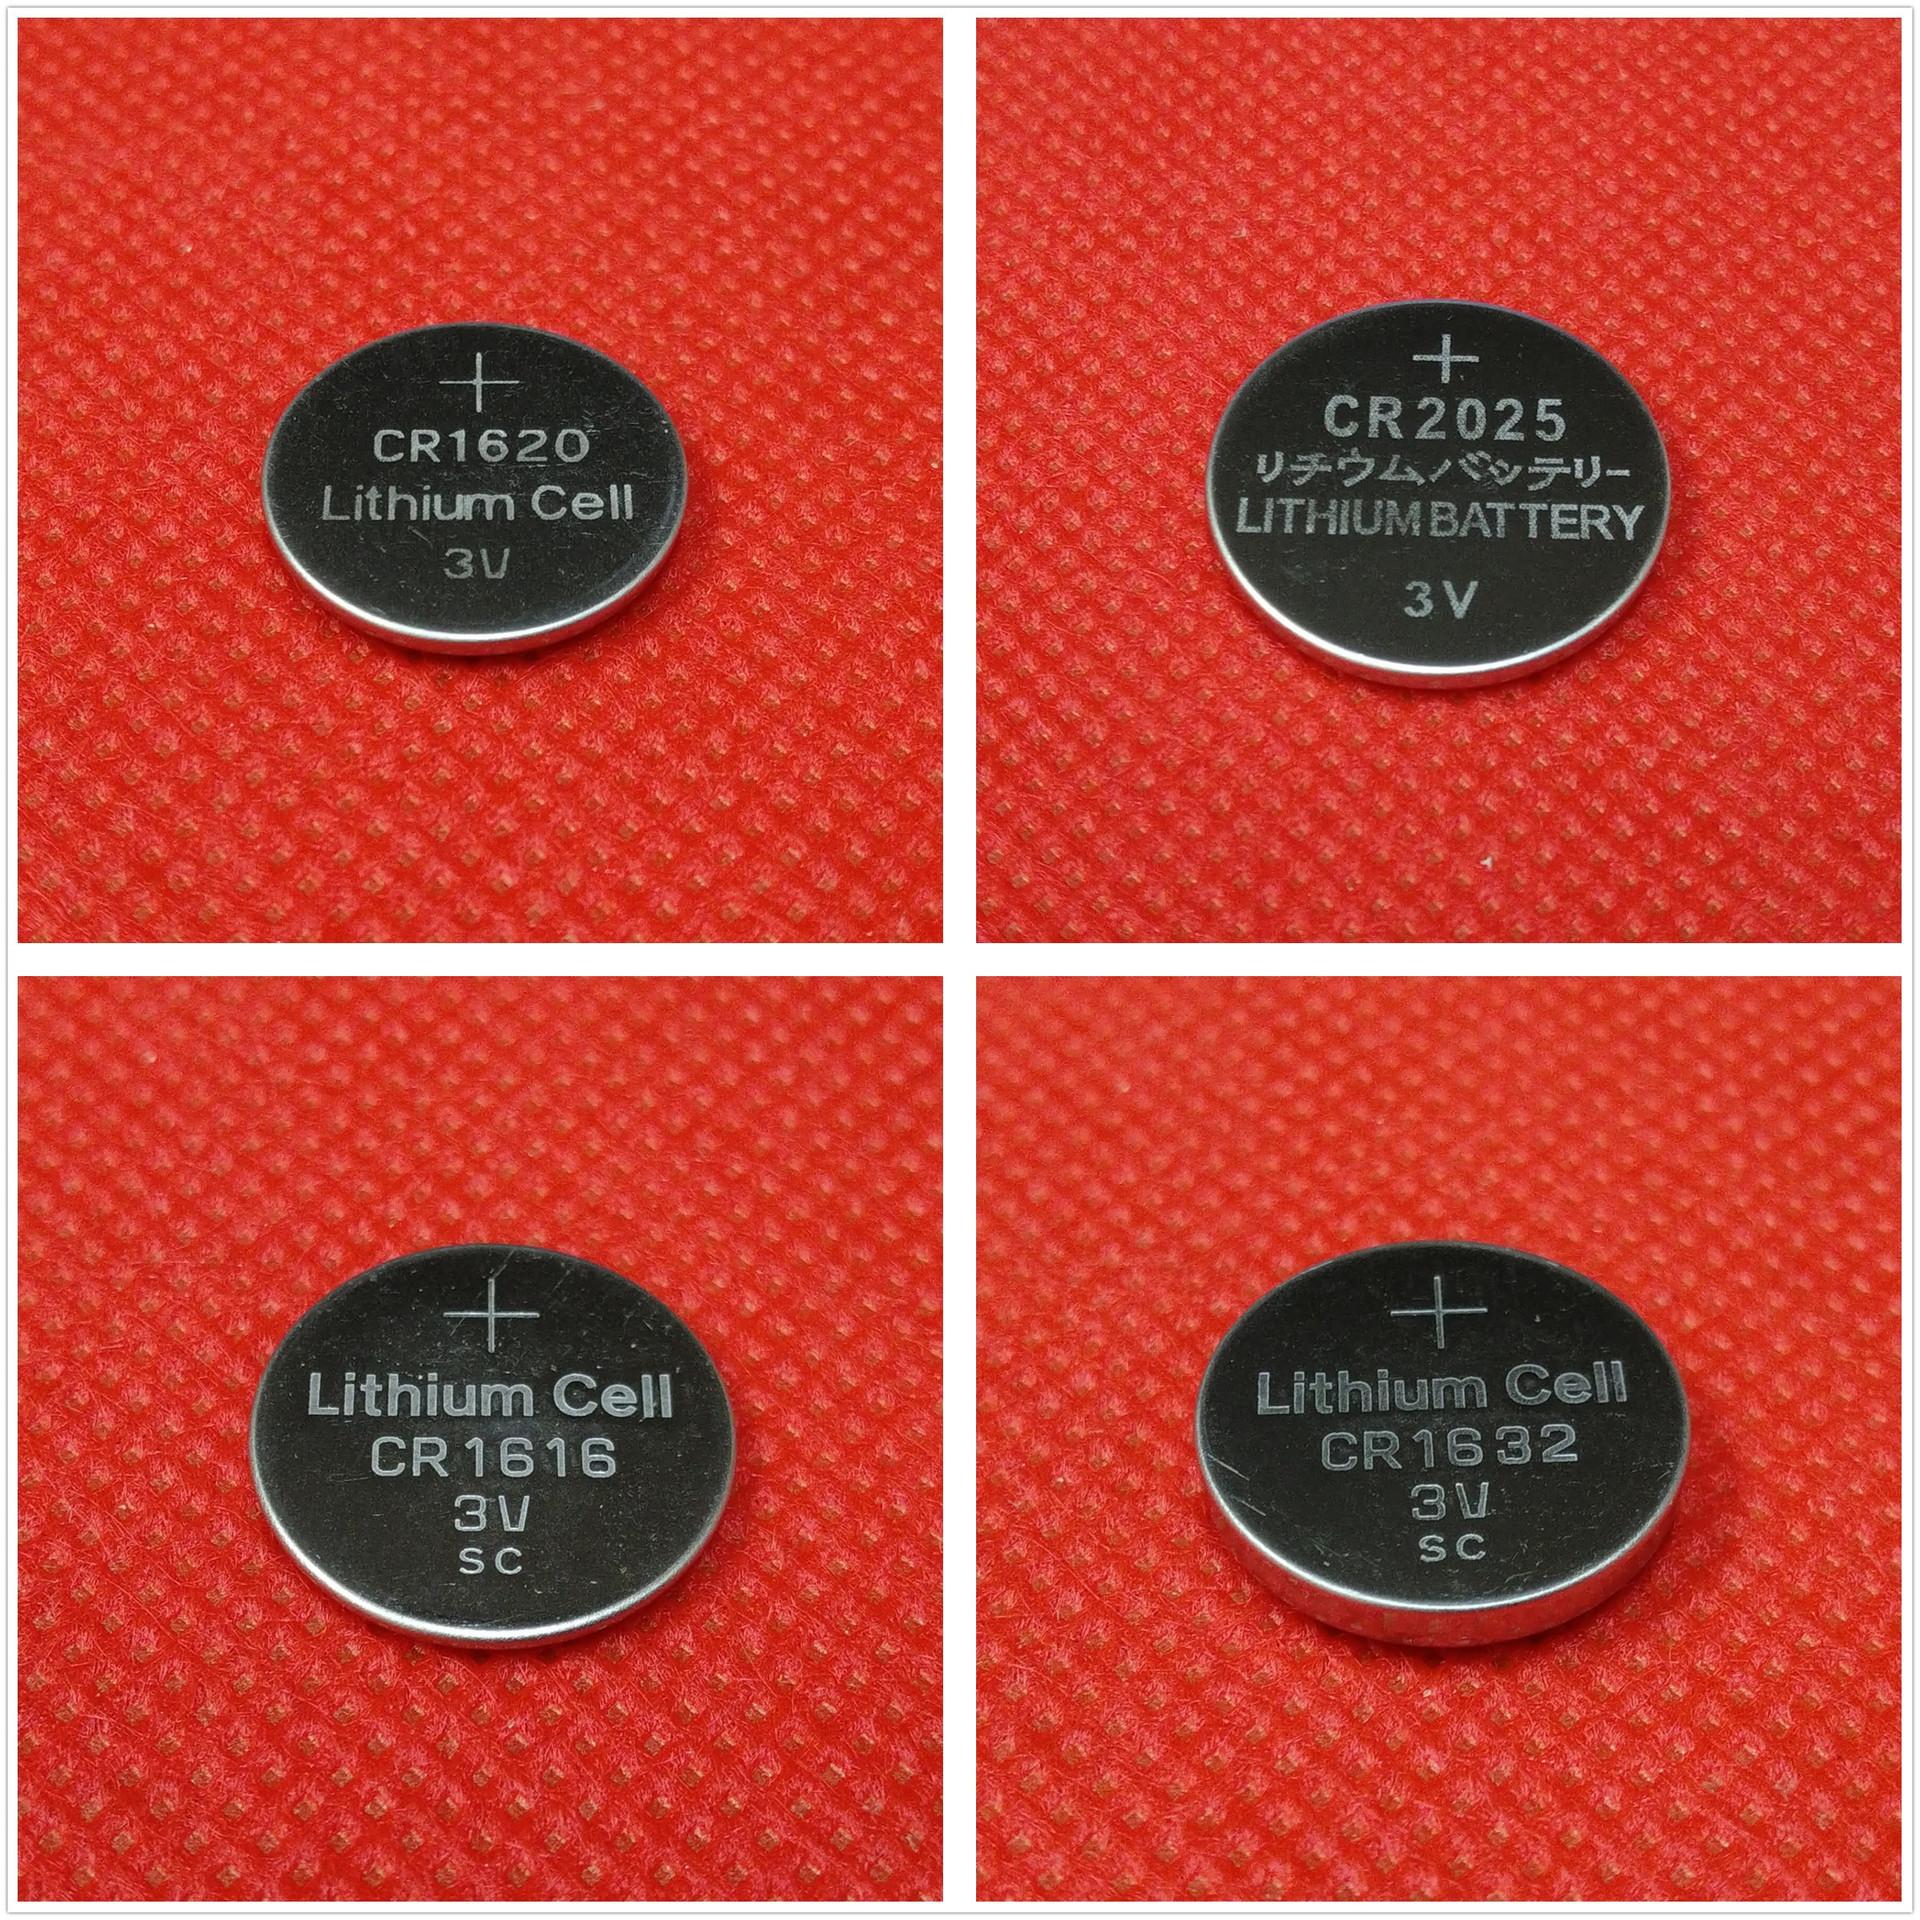 +
CR1620
Lithium Cell
3V
+
CR2025
リチウムバッテリー
LITHIUM BATTERY
3V
+
Lithium Cell
CR1616
3V
SC
+
Lithium Cell
CR1632
3V
SC